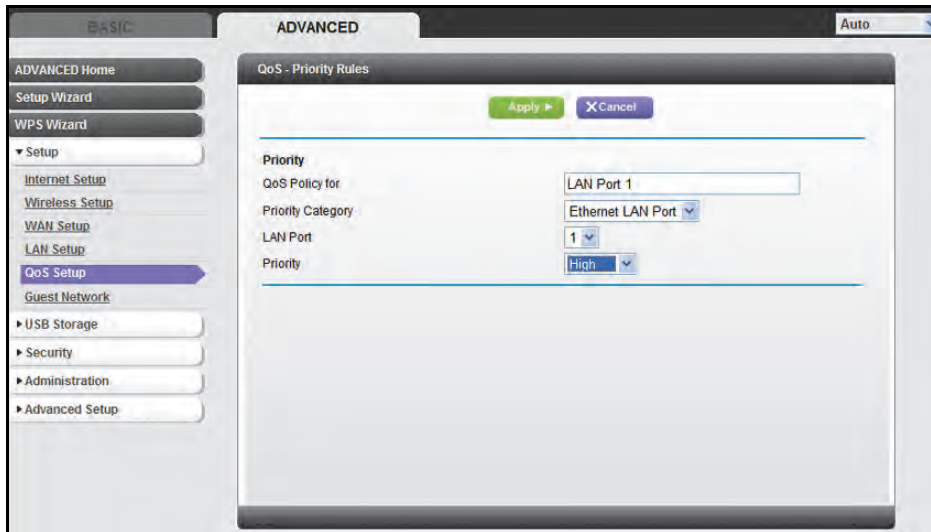 BASIC
ADVANCED
Auto
ADVANCED Home
Setup Wizard
WPS Wizard
Setup
Internet Setup
Wireless Setup
WAN Setup
LAN Setup
QoS Setup
Guest Network
USB Storage
Security
Administration
Advanced Setup
QoS - Priority Rules
Apply
Cancel
Priority
QoS Policy for
LAN Port 1
Priority Category
Ethernet LAN Port
LAN Port
1
Priority
High